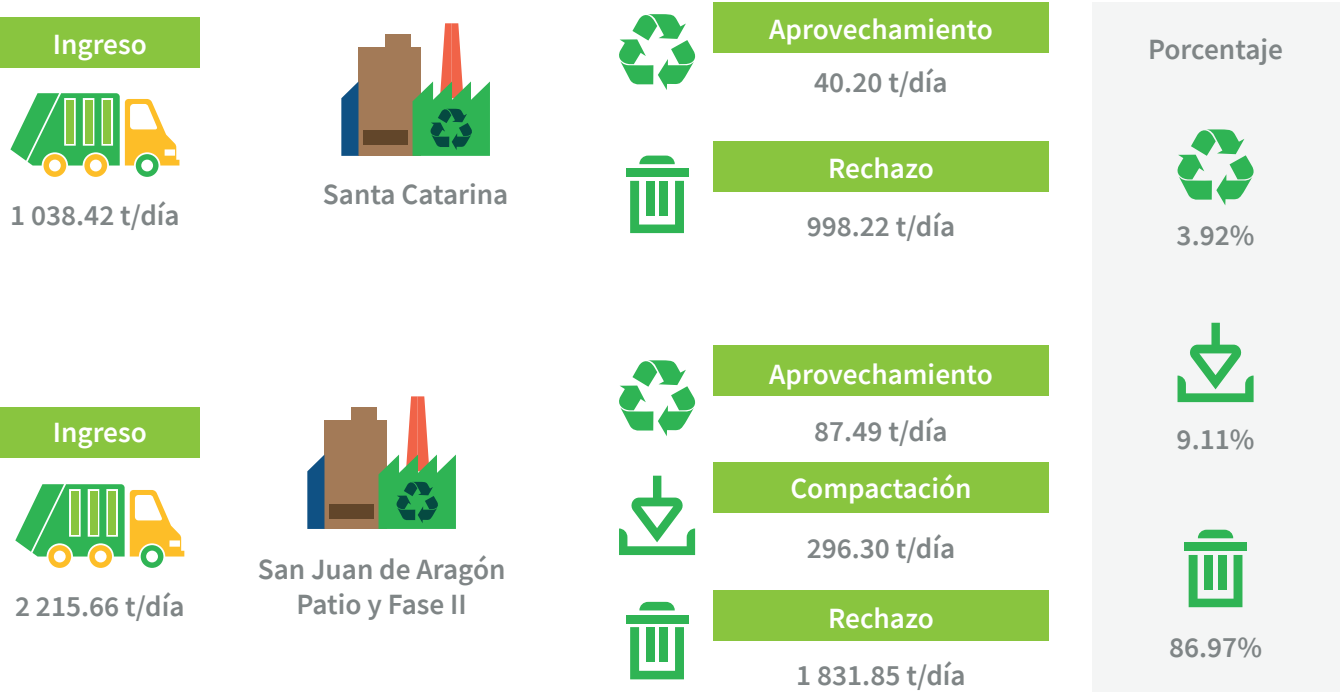 Ingreso
1 038.42 t/día
Santa Catarina
Aprovechamiento
40.20 t/día
Rechazo
998.22 t/día
Ingreso
2 215.66 t/día
San Juan de Aragón
Patio y Fase II
Aprovechamiento
87.49 t/día
Compactación
296.30 t/día
Rechazo
1 831.85 t/día
Porcentaje
3.92%
9.11%
86.97%